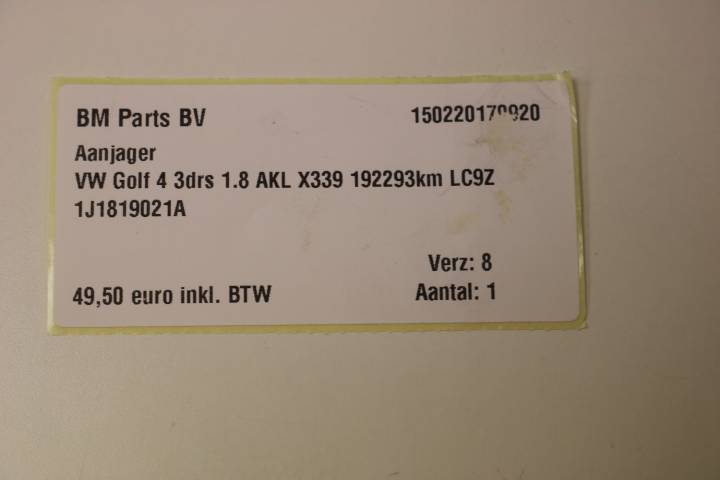 BM Parts BV
Aanjager
VW Golf 4 3drs 1.8 AKL X339 192293km LC9Z
1J1819021A
Verz: 8
49,50 euro inkl. BTW
Aantal: 1